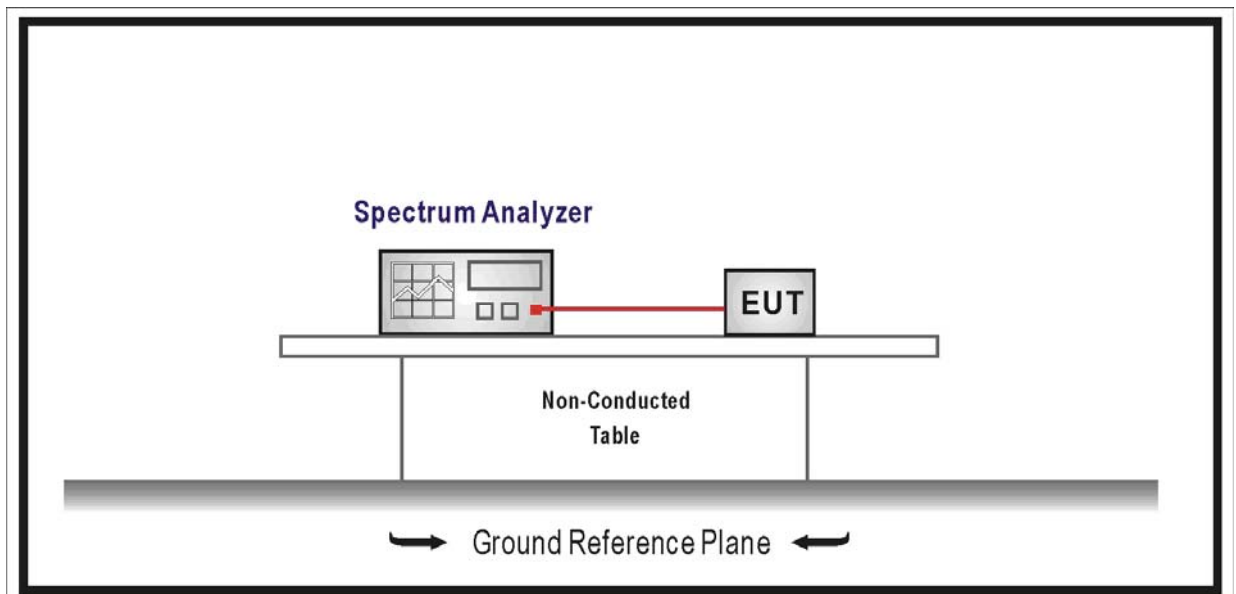 Spectrum Analyzer
EUT
Non-Conducted
Table
Ground Reference Plane